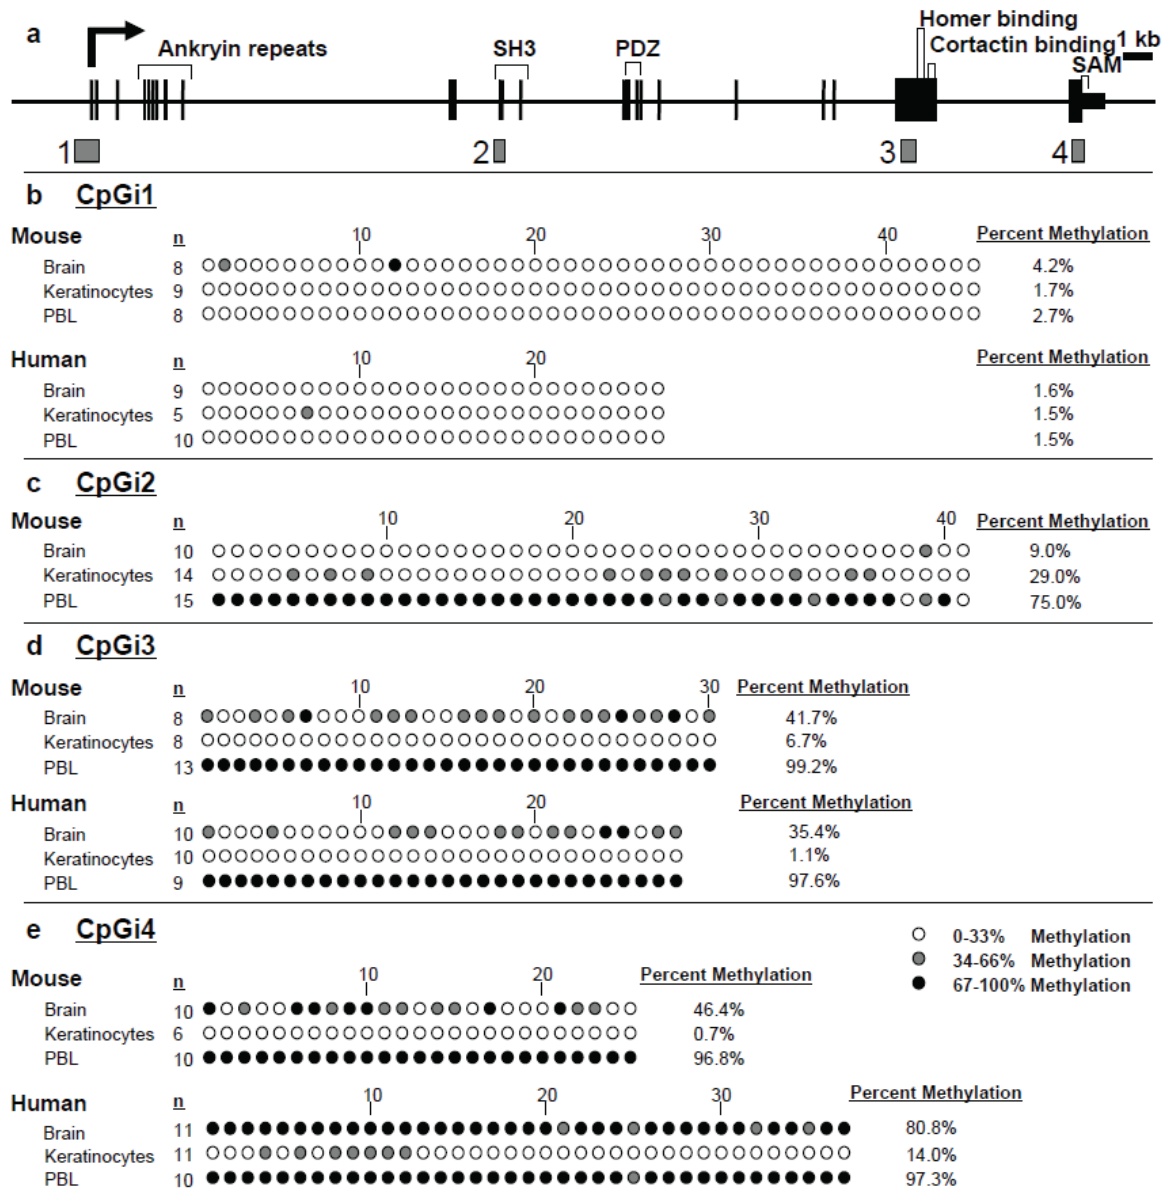 a
Homer binding
Cortactin binding
1 kb
Ankryin repeats
SH3
PDZ
SAM
1
2
3
4
b CpGi1
Mouse n 10 20 30 40 Percent Methylation
Brain 8 4.2%
Keratinocytes 9 1.7%
PBL 8 2.7%
Human n 10 20 Percent Methylation
Brain 9 1.6%
Keratinocytes 5 1.5%
PBL 10 1.5%
c CpGi2
Mouse n 10 20 30 40 Percent Methylation
Brain 10 9.0%
Keratinocytes 14 29.0%
PBL 15 75.0%
d CpGi3
Mouse n 10 20 30 Percent Methylation
Brain 8 41.7%
Keratinocytes 8 6.7%
PBL 13 99.2%
Human n 10 20 Percent Methylation
Brain 10 35.4%
Keratinocytes 10 1.1%
PBL 9 97.6%
e CpGi4
0-33% Methylation
34-66% Methylation
67-100% Methylation
Mouse n 10 20 Percent Methylation
Brain 10 46.4%
Keratinocytes 6 0.7%
PBL 10 96.8%
Human n 10 20 30 Percent Methylation
Brain 11 80.8%
Keratinocytes 11 14.0%
PBL 10 97.3%